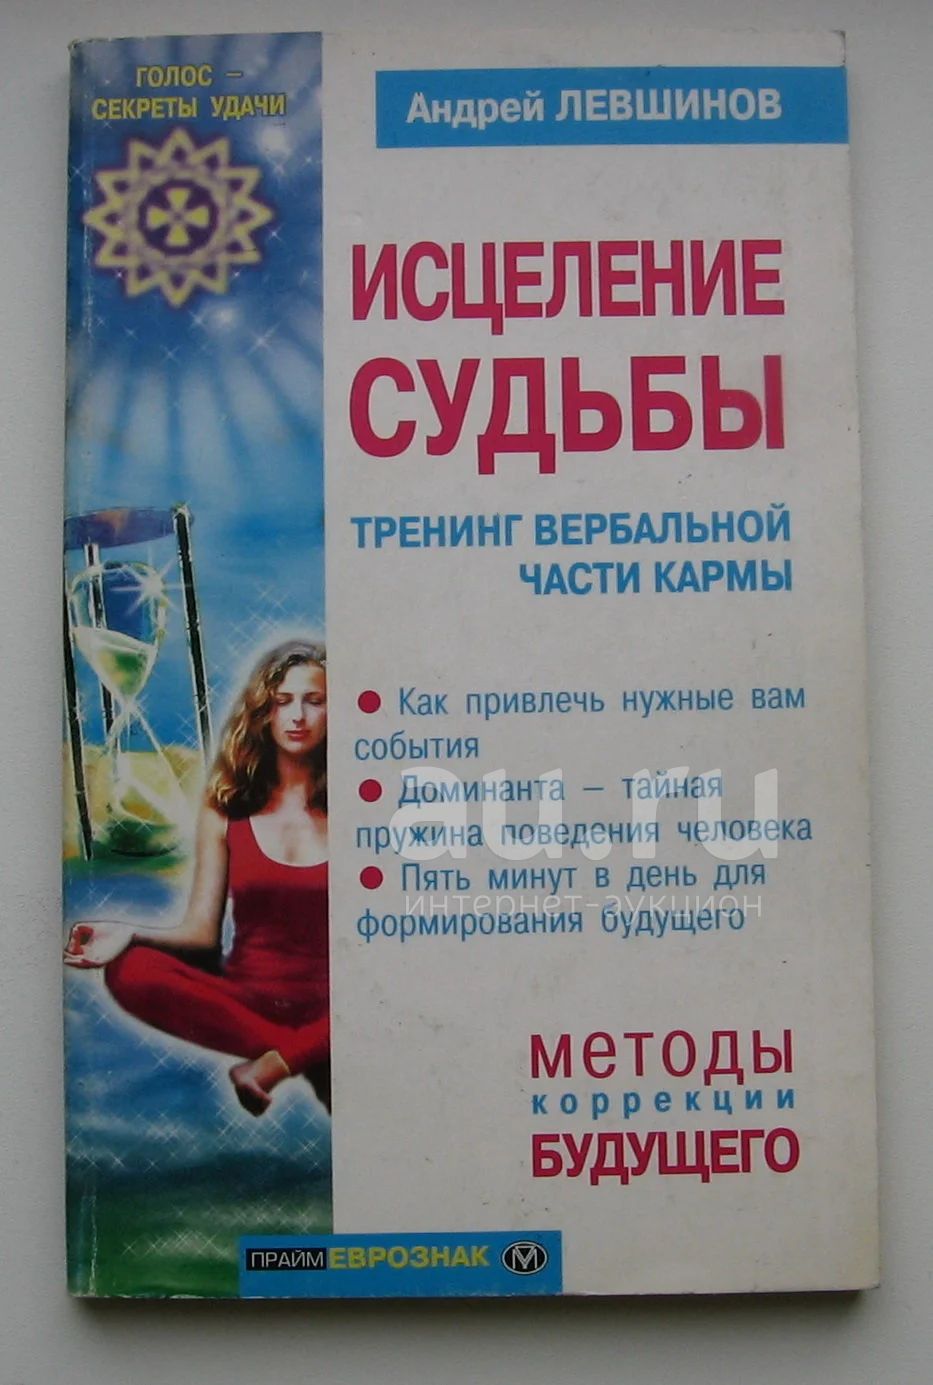 ГОЛОС –
СЕКРЕТЫ УДАЧИ
Андрей ЛЕВШИНОВ
ИСЦЕЛЕНИЕ
СУДЬБЫ
ТРЕНИНГ ВЕРБАЛЬНОЙ
ЧАСТИ КАРМЫ
• Как привлечь нужные вам
события
• Доминанта – тайная
пружина поведения человека
• Пять минут в день для
формирования будущего
au.ru
интернет-аукцион
методы
коррекции
БУДУЩЕГО
ПРАЙМ ЕВРОЗНАК